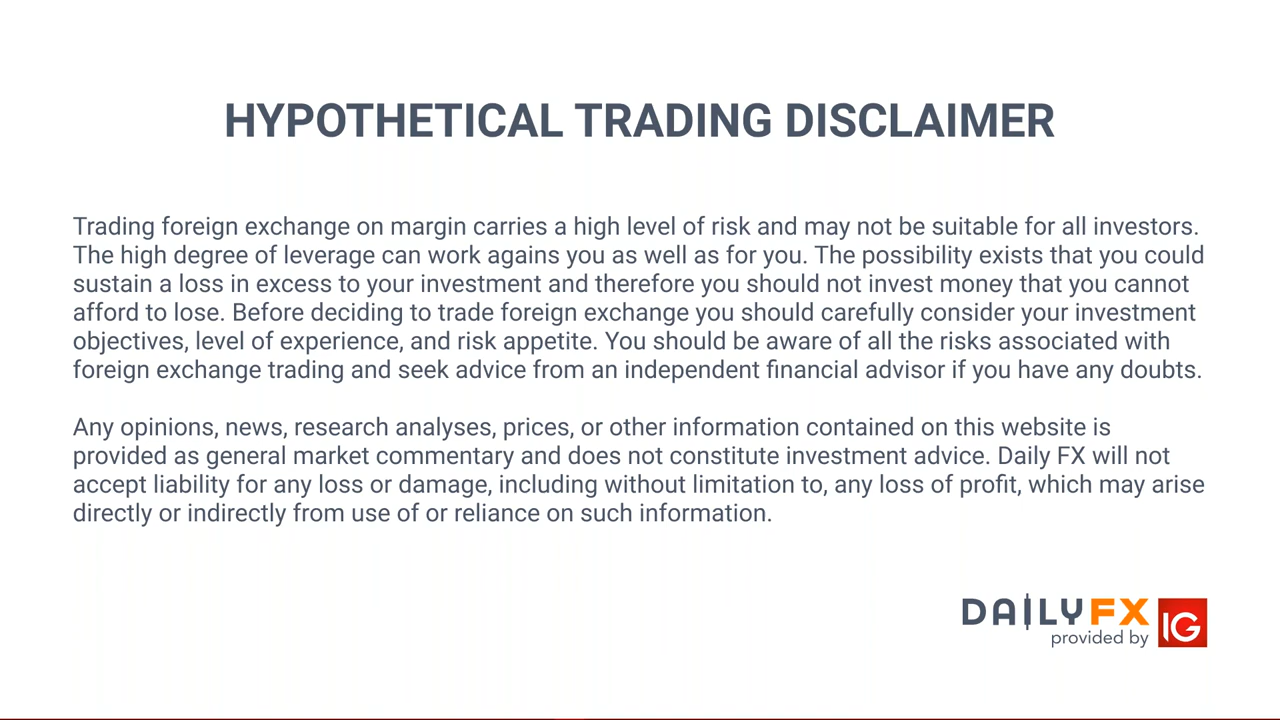 HYPOTHETICAL TRADING DISCLAIMER
Trading foreign exchange on margin carries a high level of risk and may not be suitable for all investors.
The high degree of leverage can work agains you as well as for you. The possibility exists that you could
sustain a loss in excess to your investment and therefore you should not invest money that you cannot
afford to lose. Before deciding to trade foreign exchange you should carefully consider your investment
objectives, level of experience, and risk appetite. You should be aware of all the risks associated with
foreign exchange trading and seek advice from an independent financial advisor if you have any doubts.
Any opinions, news, research analyses, prices, or other information contained on this website is
provided as general market commentary and does not constitute investment advice. Daily FX will not
accept liability for any loss or damage, including without limitation to, any loss of profit, which may arise
directly or indirectly from use of or reliance on such information.
DAILYFX IG
provided by